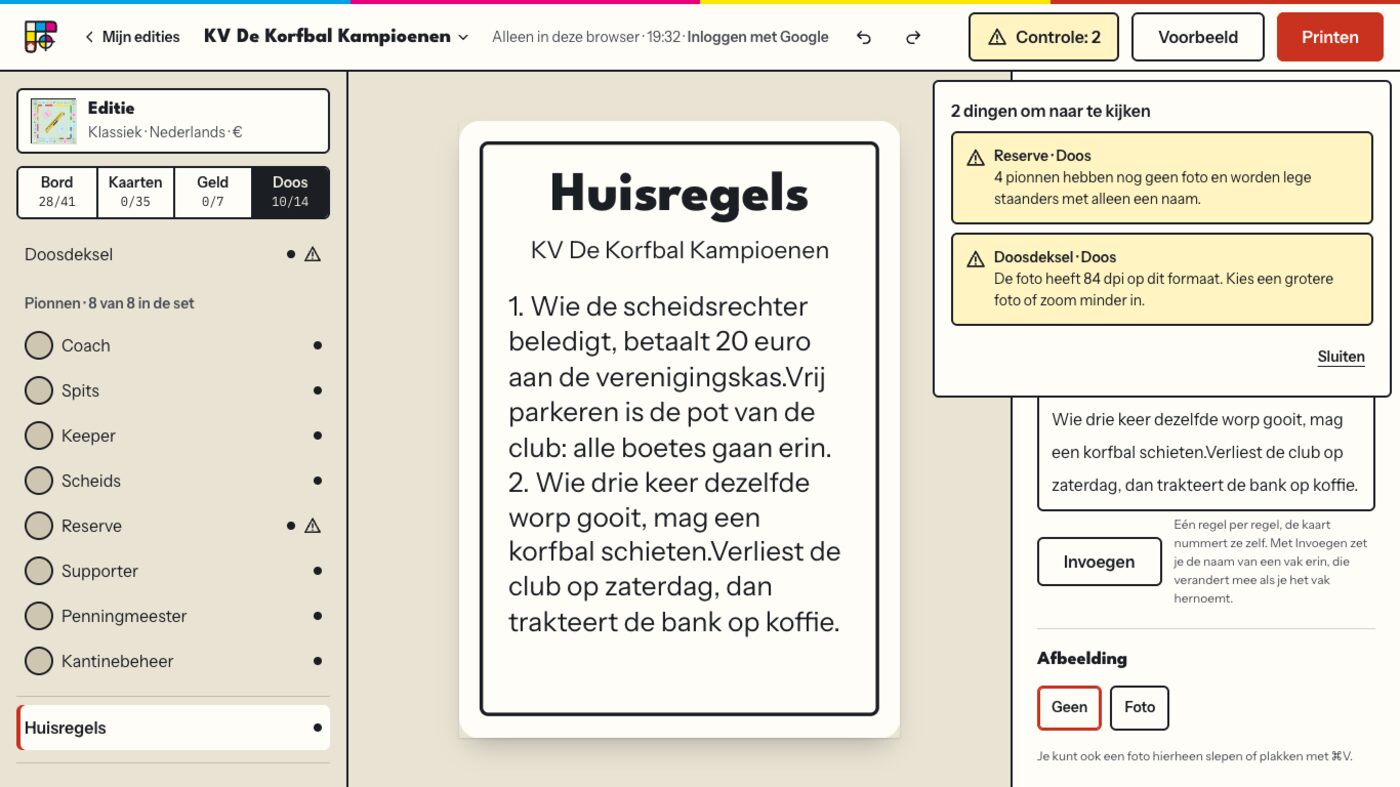 Mijn edities
KV De Korfbal Kampioenen
Alleen in deze browser · 19:32 · Inloggen met Google
Controle: 2
Voorbeeld
Printen
Editie
Klassiek · Nederlands · €
Bord
28/41
Kaarten
0/35
Geld
0/7
Doos
10/14
Doosdeksel
Pionnen · 8 van 8 in de set
Coach
Spits
Keeper
Scheids
Reserve
Supporter
Penningmeester
Kantinebeheer
Huisregels
Huisregels
KV De Korfbal Kampioenen
1. Wie de scheidsrechter
beledigt, betaalt 20 euro
aan de verenigingskas.Vrij
parkeren is de pot van de
club: alle boetes gaan erin.
2. Wie drie keer dezelfde
worp gooit, mag een
korfbal schieten.Verliest de
club op zaterdag, dan
trakteert de bank op koffie.
2 dingen om naar te kijken
Reserve · Doos
4 pionnen hebben nog geen foto en worden lege
staanders met alleen een naam.
Doosdeksel · Doos
De foto heeft 84 dpi op dit formaat. Kies een grotere
foto of zoom minder in.
Sluiten
Wie drie keer dezelfde worp gooit, mag
een korfbal schieten.Verliest de club op
zaterdag, dan trakteert de bank op koffie.
Invoegen
Eén regel per regel, de kaart
nummert ze zelf. Met Invoegen zet
je de naam van een vak erin, die
verandert mee als je het vak
hernoemt.
Afbeelding
Geen
Foto
Je kunt ook een foto hierheen slepen of plakken met ⌘V.